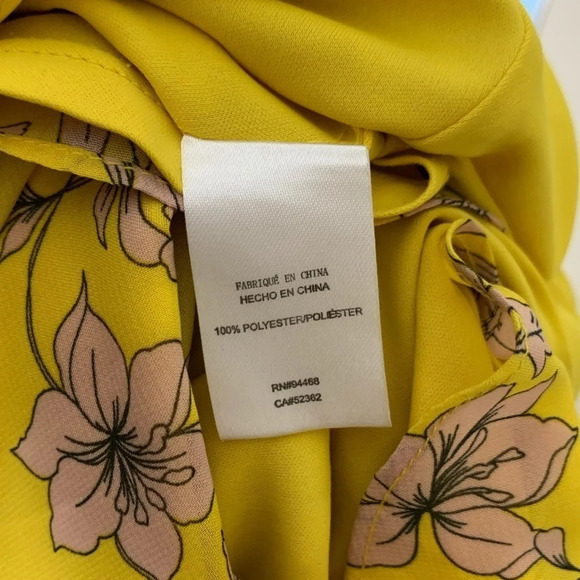 FABRIQUÉ EN CHINA
HECHO EN CHINA
100% POLYESTER/POLIÉSTER
RN#94468
CA#52362